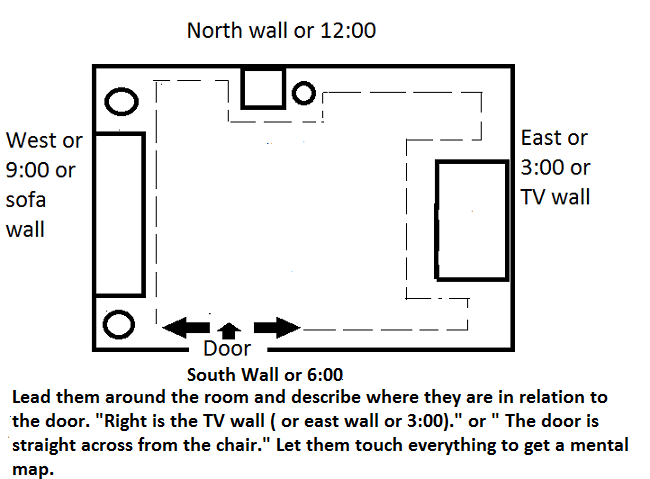 North wall or 12:00
West or
9:00 or
sofa
wall
East or
3:00 or
TV wall
Door
South Wall or 6:00
Lead them around the room and describe where they are in relation to
the door. "Right is the TV wall ( or east wall or 3:00)." or " The door is
straight across from the chair." Let them touch everything to get a mental
map.